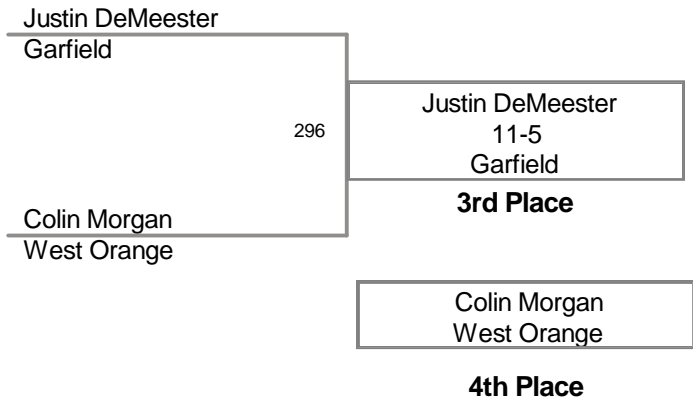 Justin DeMeester
Garfield
296
Justin DeMeester
11-5
Garfield
3rd Place
Colin Morgan
West Orange
Colin Morgan
West Orange
4th Place